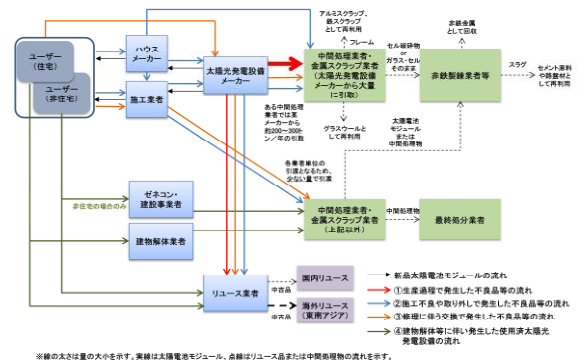 ユーザー
(住宅)
ユーザー
(非住宅)
ハウス
メーカー
施工業者
太陽光発電設備
メーカー
アルミスクラップ、
鉄スクラップ
として再利用
フレーム
中間処理業者・
金属スクラップ業者
(太陽光発電設備
メーカーから大量
に引取)
セル破砕物
or
ガラス・セル
そのまま
非鉄金属
として回収
非鉄製錬業者等
スラグ
セメント原料
や路盤材とし
て再利用
ある中間処理
業者では某
メーカーから
約200~300ト
ン/年の引取
グラスウールと
して再利用
太陽電池
モジュール
または
中間処理物
各業者単位の
引渡となるため、
少ない量で引渡
非住宅の場合のみ
ゼネコン・
建設事業者
建物解体業者
中間処理業者・
金属スクラップ業者
(上記以外)
中間処理物
最終処分業者
リユース業者
中古品
国内リユース
中古品
海外リユース
(東南アジア)
新品太陽電池モジュールの流れ
①生産過程で発生した不良品等の流れ
②施工不良や取り外しで発生した不良品等の流れ
③修理に伴う交換で発生した不良品等の流れ
④建物解体等に伴い発生した使用済太陽光
発電設備の流れ
※線の太さは量の大小を示す。実線は太陽電池モジュール、点線はリユース品または中間処理物の流れを示す。